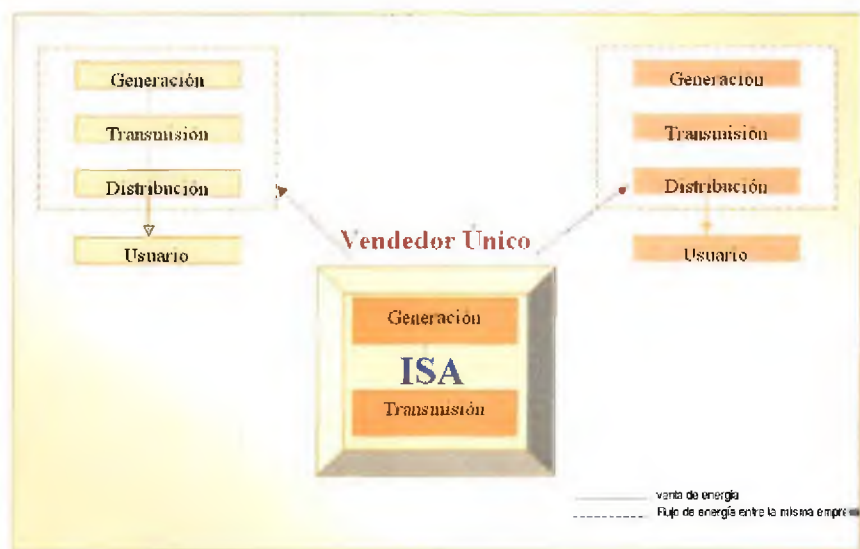 Generación
Transmisión
Distribución
Usuario
Generación
Transmisión
Distribución
Usuario
Vendedor Unico
Generación
ISA
Transmisión
venta de energía
Flujo de energía entre la misma empre